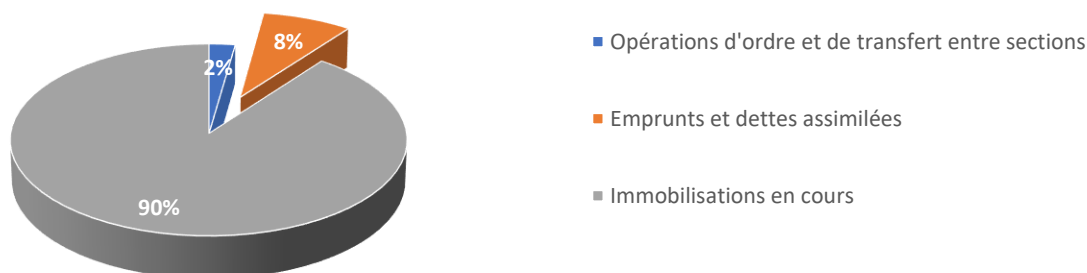 2%
8%
90%
Opérations d'ordre et de transfert entre sections
Emprunts et dettes assimilées
Immobilisations en cours